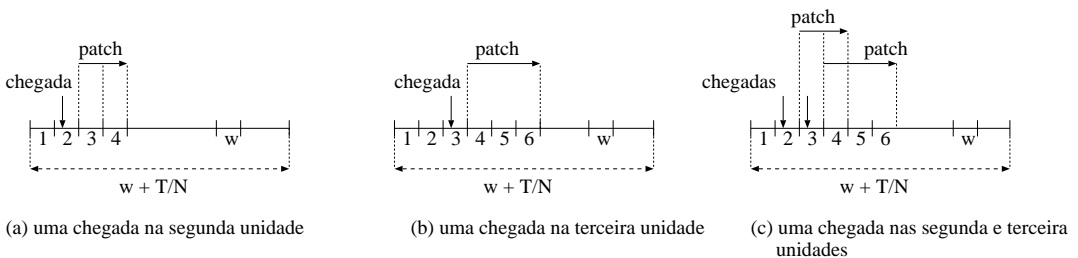 patch
chegada
1 2 3 4 w
w + T/N
(a) uma chegada na segunda unidade
patch
chegada
1 2 3 4 5 6 w
w + T/N
(b) uma chegada na terceira unidade
patch
patch
chegadas
1 2 3 4 5 6 w
w + T/N
(c) uma chegada nas segunda e terceira
unidades